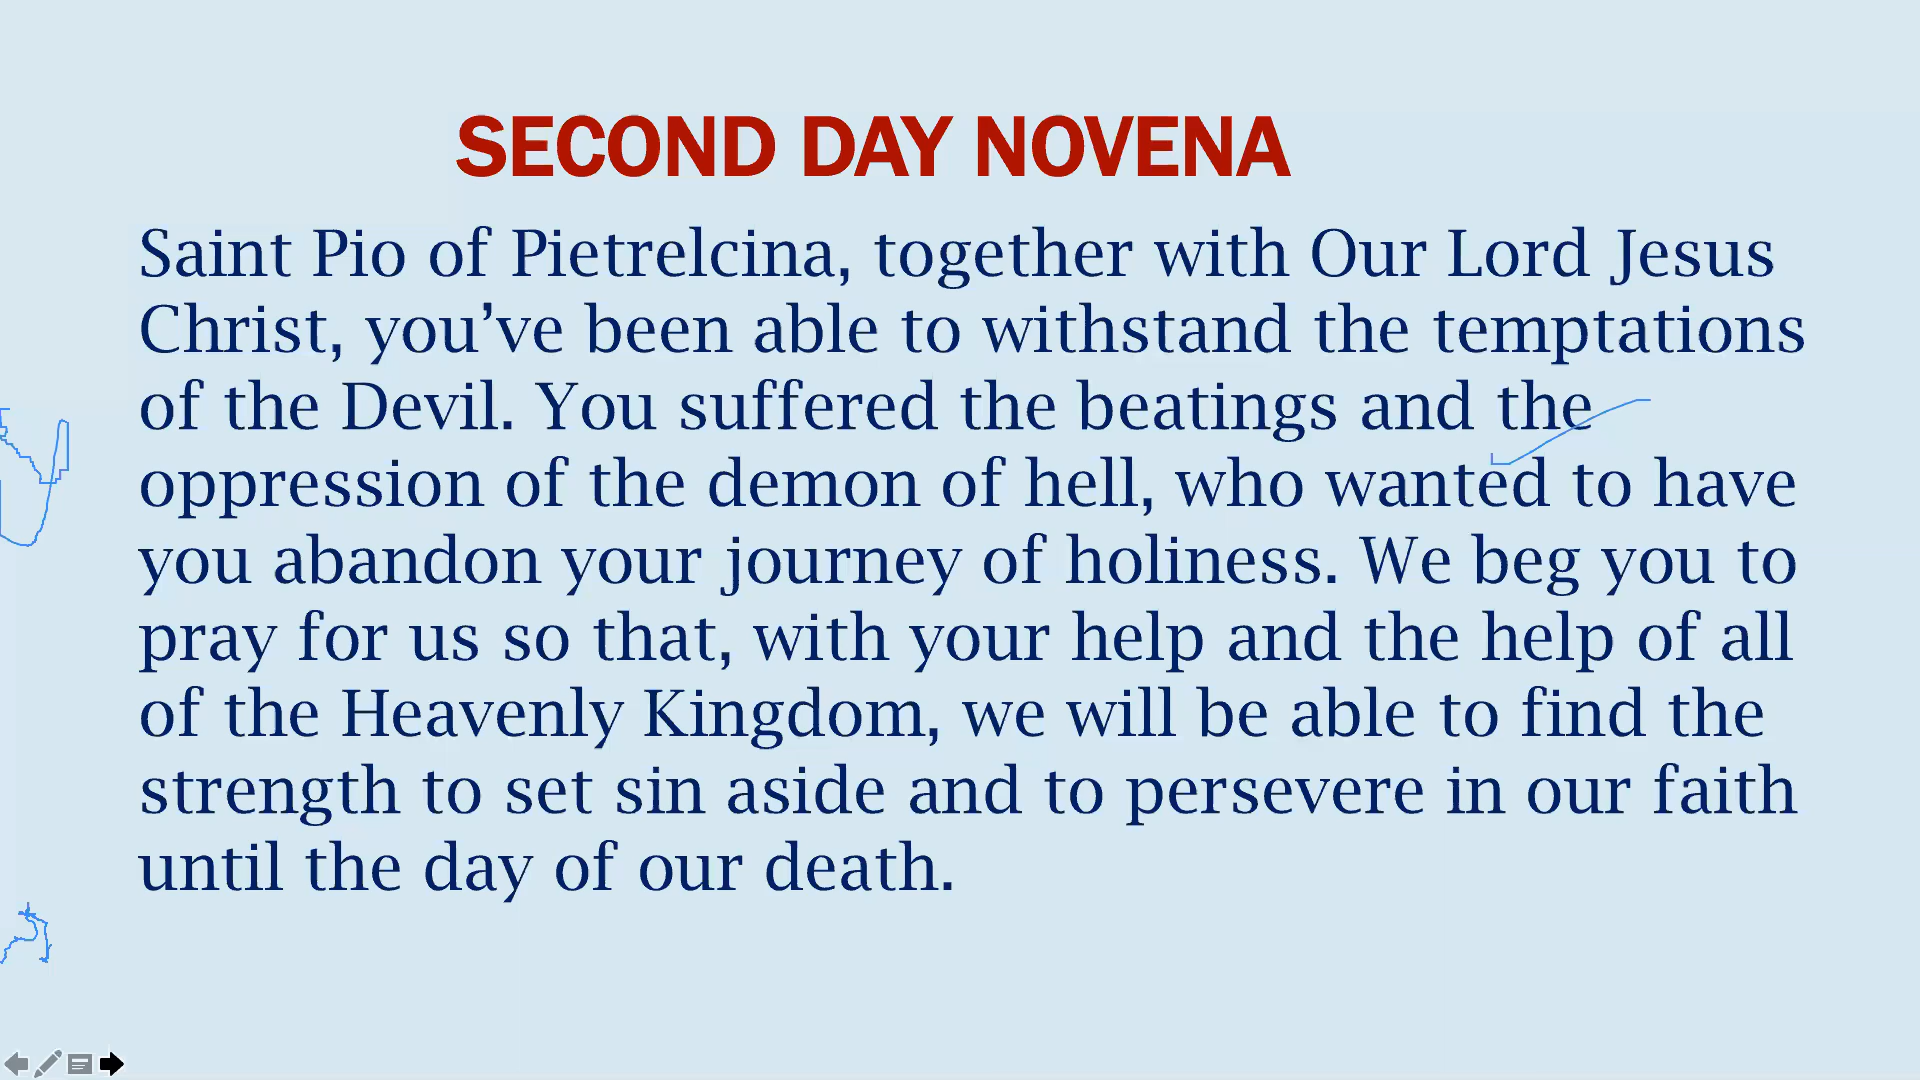 SECOND DAY NOVENA
Saint Pio of Pietrelcina, together with Our Lord Jesus
Christ, you’ve been able to withstand the temptations
of the Devil. You suffered the beatings and the
oppression of the demon of hell, who wanted to have
you abandon your journey of holiness. We beg you to
pray for us so that, with your help and the help of all
of the Heavenly Kingdom, we will be able to find the
strength to set sin aside and to persevere in our faith
until the day of our death.